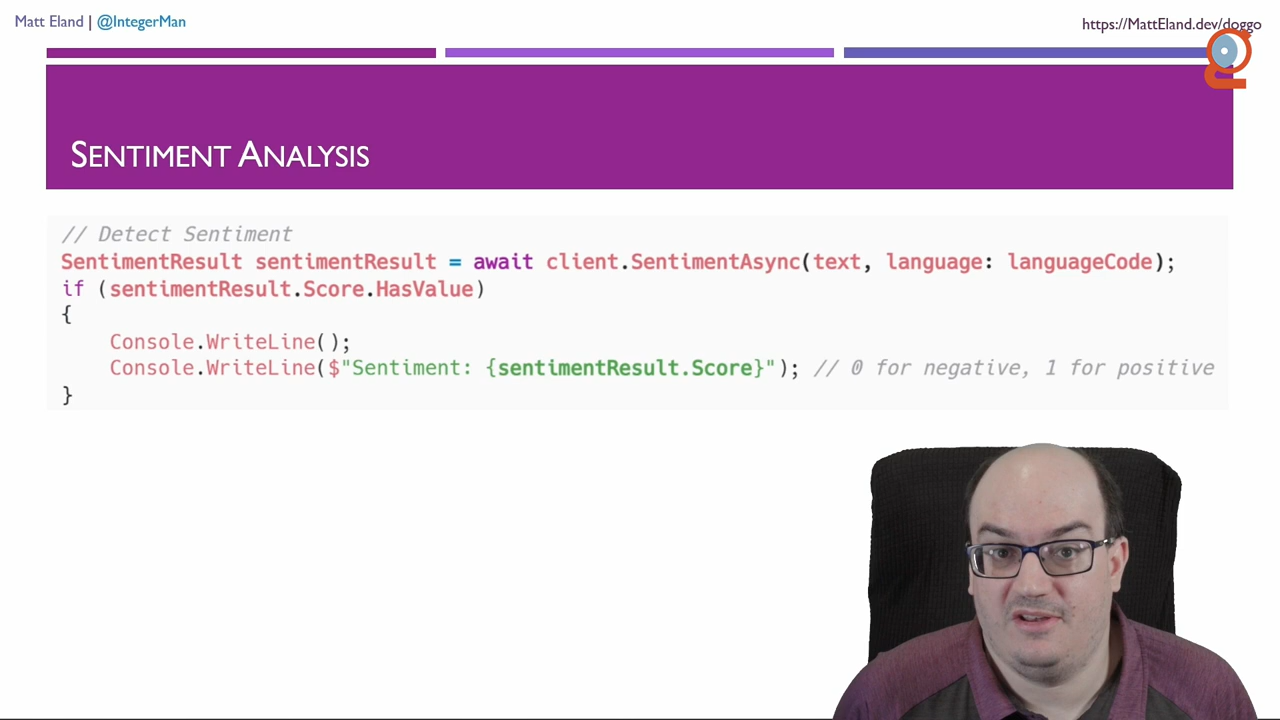 Matt Eland | @IntegerMan
https://MattEland.dev/doggo
SENTIMENT ANALYSIS
// Detect Sentiment
SentimentResult sentimentResult = await client.SentimentAsync(text, language: languageCode);
if (sentimentResult.Score.HasValue)
{
    Console.WriteLine();
    Console.WriteLine($"Sentiment: {sentimentResult.Score}"); // 0 for negative, 1 for positive
}